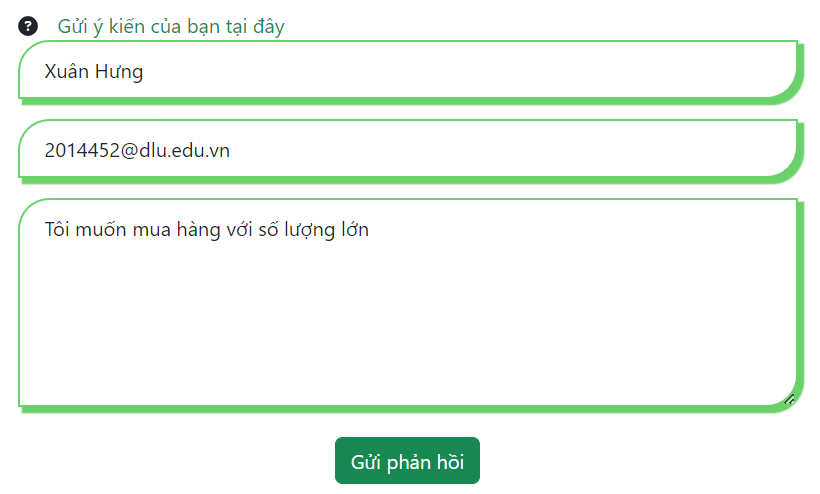 Gửi ý kiến của bạn tại đây
Xuân Hưng
2014452@dlu.edu.vn
Tôi muốn mua hàng với số lượng lớn
Gửi phản hồi